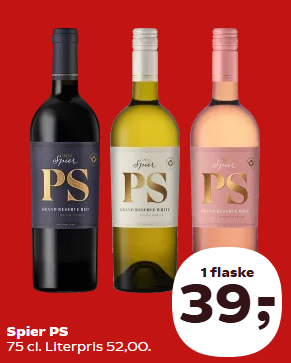 Spier
PS
GRAND RESERVE RED
Spier
PS
GRAND RESERVE WHITE
Spier
PS
GRAND RESERVE ROSÉ
1 flaske
39,-
Spier PS
75 cl. Literpris 52,00.